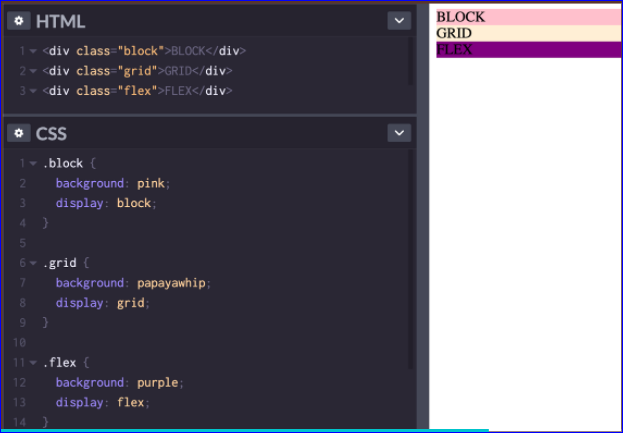 HTML
1 <div class="block">BLOCK</div>
2 <div class="grid">GRID</div>
3 <div class="flex">FLEX</div>
CSS
1 .block {
2 background: pink;
3 display: block;
4 }
5
6 .grid {
7 background: papayawhip;
8 display: grid;
9 }
10
11 .flex {
12 background: purple;
13 display: flex;
14 }
BLOCK
GRID
FLEX